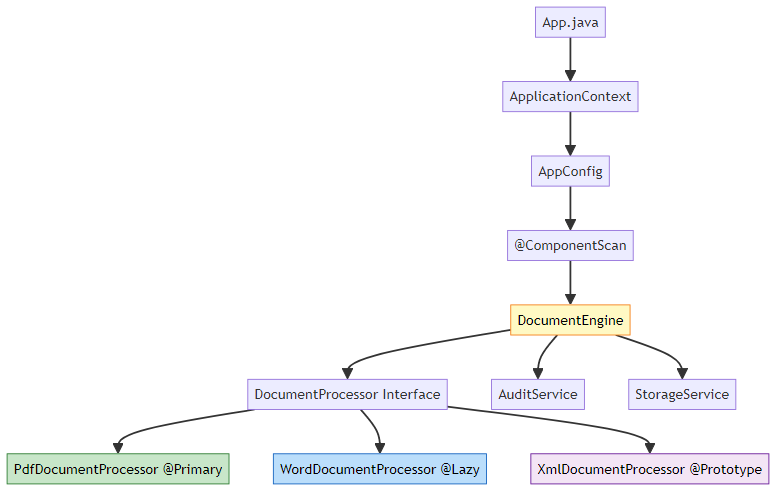 App.java
ApplicationContext
AppConfig
@ComponentScan
DocumentEngine
DocumentProcessor Interface
AuditService
StorageService
PdfDocumentProcessor @Primary
WordDocumentProcessor @Lazy
XmlDocumentProcessor @Prototype